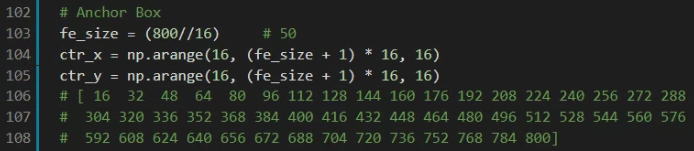 102 # Anchor Box
103 fe_size = (800//16) # 50
104 ctr_x = np.arange(16, (fe_size + 1) * 16, 16)
105 ctr_y = np.arange(16, (fe_size + 1) * 16, 16)
106 # [ 16 32 48 64 80 96 112 128 144 160 176 192 208 224 240 256 272 288
107 # 304 320 336 352 368 384 400 416 432 448 464 480 496 512 528 544 560 576
108 # 592 608 624 640 656 672 688 704 720 736 752 768 784 800]